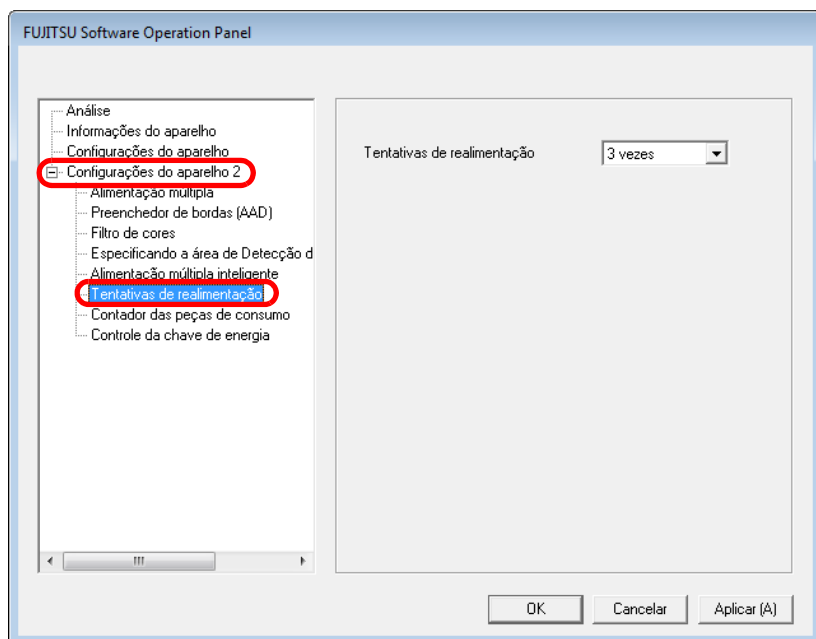 FUJITSU Software Operation Panel
Análise
Informações do aparelho
Configurações do aparelho
Configurações do aparelho 2
Alimentação múltipla
Preenchedor de bordas (AAD)
Filtro de cores
Especificando a área de Detecção d
Alimentação múltipla inteligente
Tentativas de realimentação
Contador das peças de consumo
Controle da chave de energia
Tentativas de realimentação
3 vezes
OK
Cancelar
Aplicar (A)